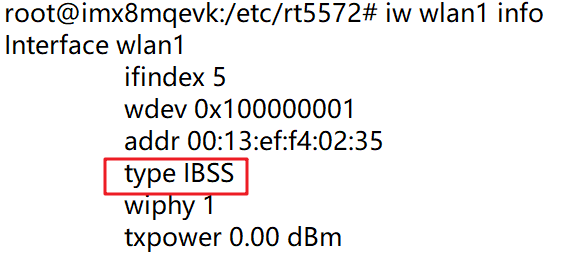 root@imx8mqevk:/etc/rt5572# iw wlan1 info
Interface wlan1
ifindex 5
wdev 0x100000001
addr 00:13:ef:f4:02:35
type IBSS
wiphy 1
txpower 0.00 dBm